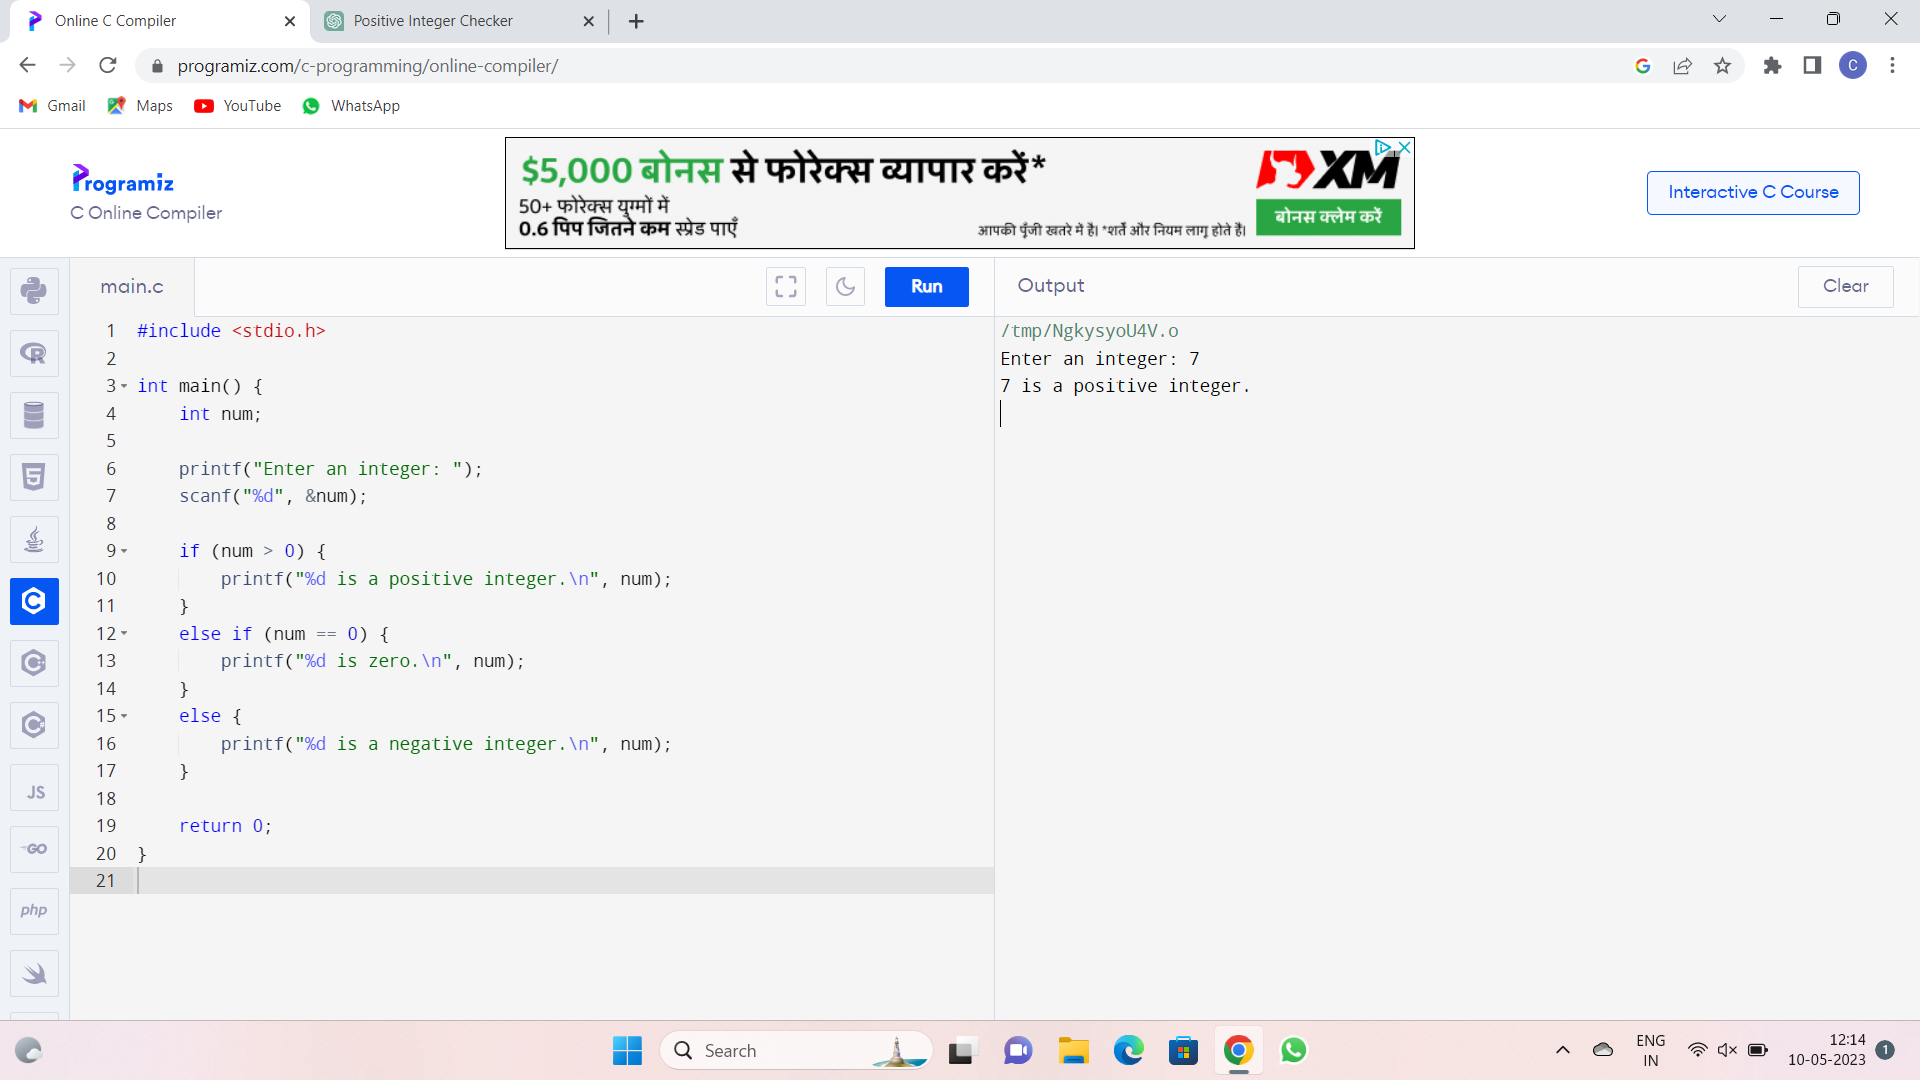 Online C Compiler
Positive Integer Checker
programiz.com/c-programming/online-compiler/
C
Gmail
Maps
YouTube
WhatsApp
Programiz
C Online Compiler
$5,000 बोनस से फोरेक्स व्यापार करें*
50+ फोरेक्स युग्मों में
0.6 पिप जितने कम स्प्रेड पाएँ
आपकी पूँजी खतरे में है। *शर्तें और नियम लागू होते हैं।
XM
बोनस क्लेम करें
Interactive C Course
main.c
Run
Output
Clear
1 #include <stdio.h>
2
3 int main() {
4     int num;
5
6     printf("Enter an integer: ");
7     scanf("%d", &num);
8
9     if (num > 0) {
10         printf("%d is a positive integer.\n", num);
11     }
12     else if (num == 0) {
13         printf("%d is zero.\n", num);
14     }
15     else {
16         printf("%d is a negative integer.\n", num);
17     }
18
19     return 0;
20 }
21
/tmp/NgkysyoU4V.o
Enter an integer: 7
7 is a positive integer.
R
5
C
JS
GO
php
Search
ENG
IN
12:14
10-05-2023
1